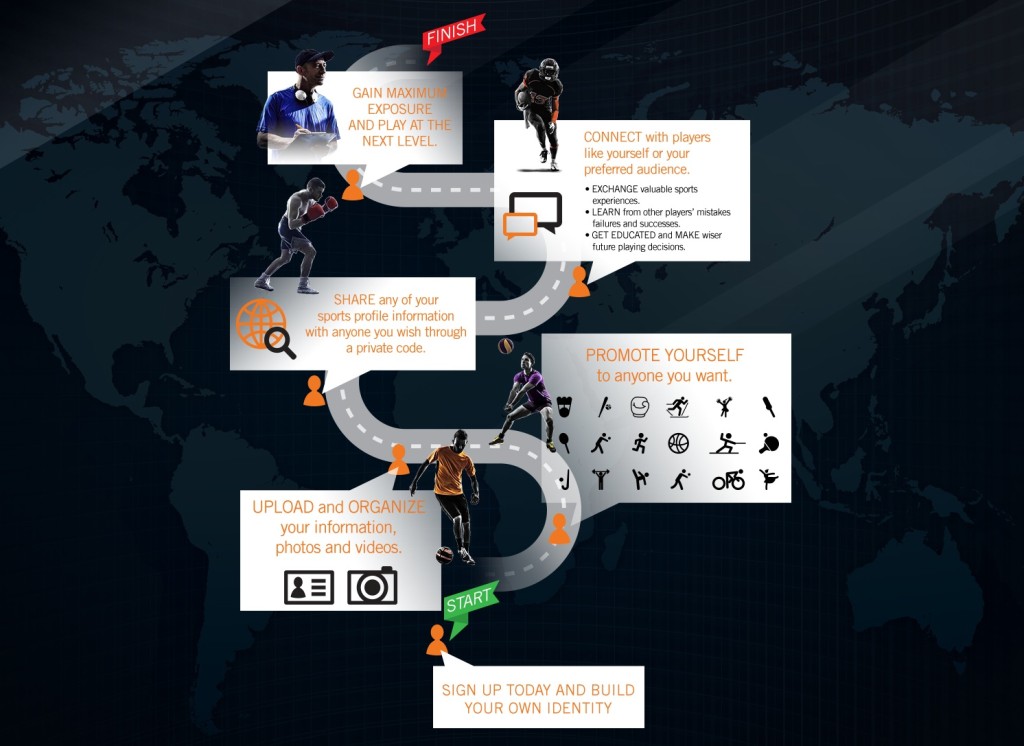 FINISH
GAIN MAXIMUM
EXPOSURE
AND PLAY AT THE
NEXT LEVEL.
CONNECT with players
like yourself or your
preferred audience.
• EXCHANGE valuable sports
experiences.
• LEARN from other players' mistakes
failures and successes.
• GET EDUCATED and MAKE wiser
future playing decisions.
SHARE any of your
sports profile information
with anyone you wish through
a private code.
PROMOTE YOURSELF
to anyone you want.
UPLOAD and ORGANIZE
your information,
photos and videos.
START
SIGN UP TODAY AND BUILD
YOUR OWN IDENTITY